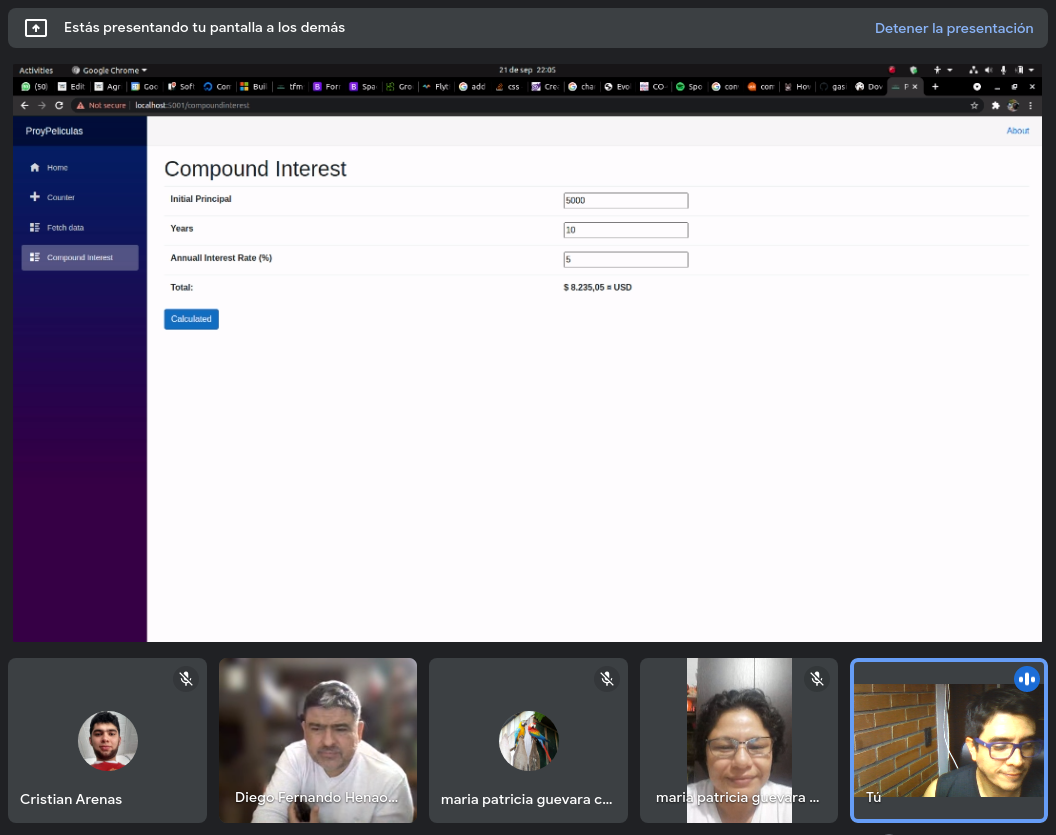 Estás presentando tu pantalla a los demás
Detener la presentación
Activities
Google Chrome
21 de sep 22:05
(50)
Edit
Agr
Goo
Sof
Con
Buil
tfm
For
Spa
Gro
Flyt
add
css
Cre
cha
Evo
CO-
Spo
con
com
Hov
gas
Dov
P
Not secure
localhost:5001/compoundinterest
ProyPeliculas
About
Home
Counter
Fetch data
Compound Interest
Compound Interest
Initial Principal
5000
Years
10
Annuall Interest Rate (%)
5
Total:
$ 8.235,05 ¤ USD
Calculated
Cristian Arenas
Diego Fernando Henao...
maria patricia guevara c...
maria patricia guevara ...
Tú